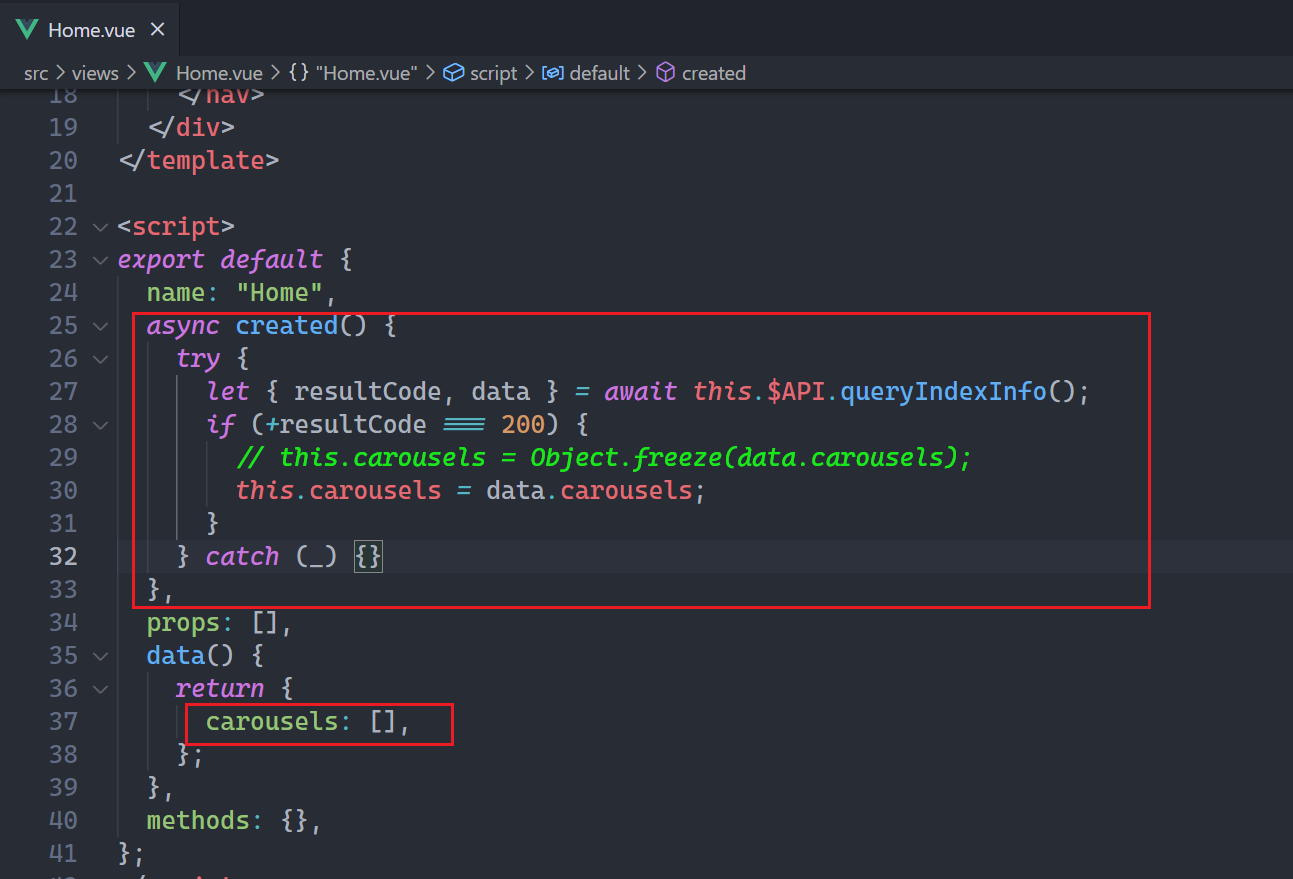 Home.vue ×
src > views > Home.vue > {} "Home.vue" > script > default > created
18 </nav>
19 </div>
20 </template>
21
22 <script>
23 export default {
24 name: "Home",
25 async created() {
26 try {
27 let { resultCode, data } = await this.$API.queryIndexInfo();
28 if (+resultCode === 200) {
29 // this.carousels = Object.freeze(data.carousels);
30 this.carousels = data.carousels;
31 }
32 } catch (_) {}
33 },
34 props: [],
35 data() {
36 return {
37 carousels: [],
38 };
39 },
40 methods: {},
41 };